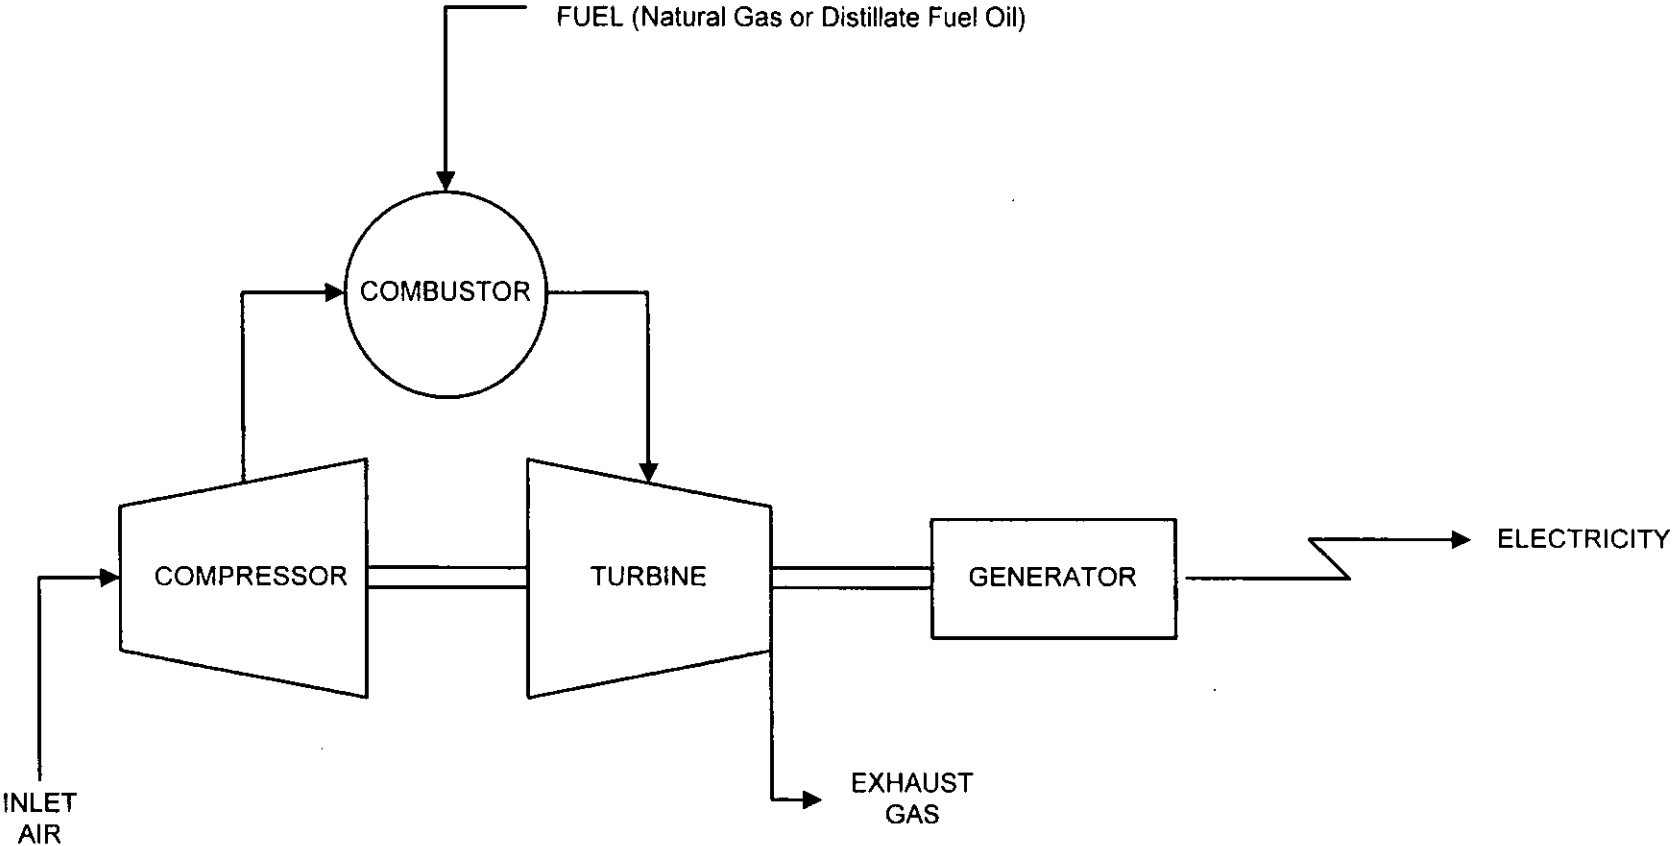 FUEL (Natural Gas or Distillate Fuel Oil)
COMBUSTOR
COMPRESSOR
TURBINE
GENERATOR
ELECTRICITY
INLET
AIR
EXHAUST
GAS